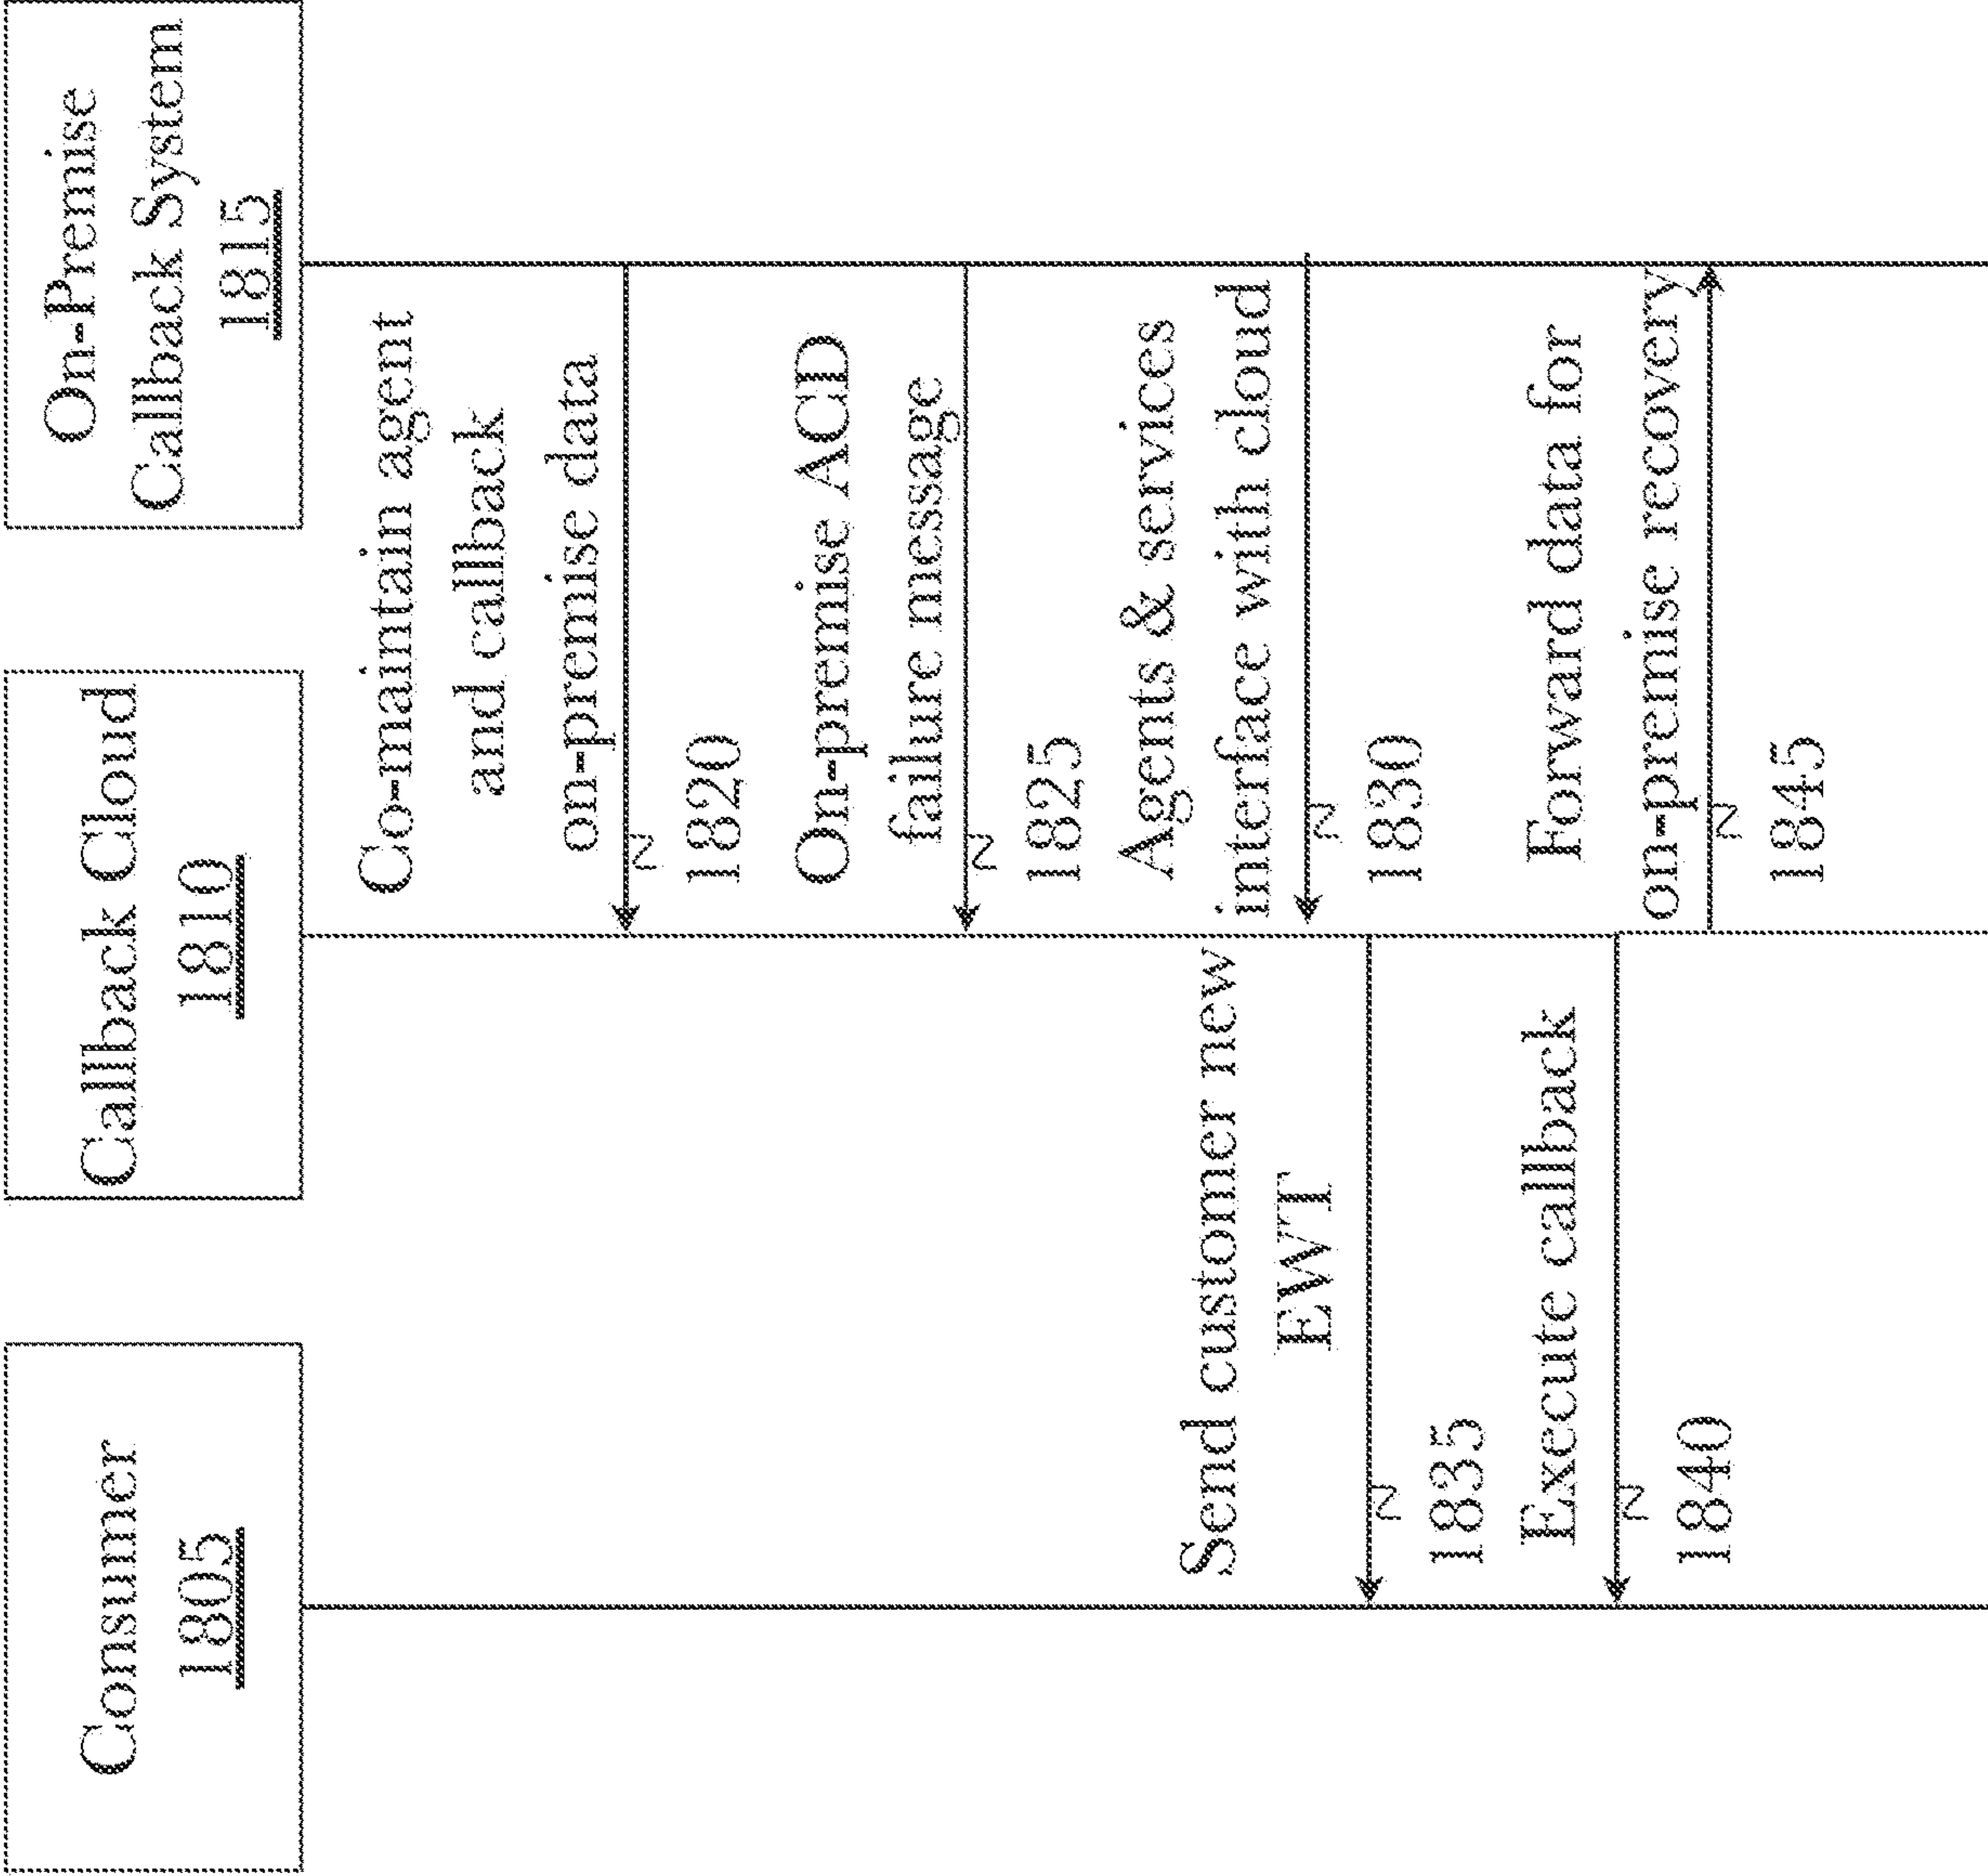 Consumer
1805
Callback Cloud
1810
On-Premise
Callback System
1815
Co-maintain agent
and callback
on-premise data
1820
On-premise ACD
failure message
1825
Agents & services
interface with cloud
1830
Send customer new
EWT
1835
Execute callback
1840
Forward data for
on-premise recovery
1845